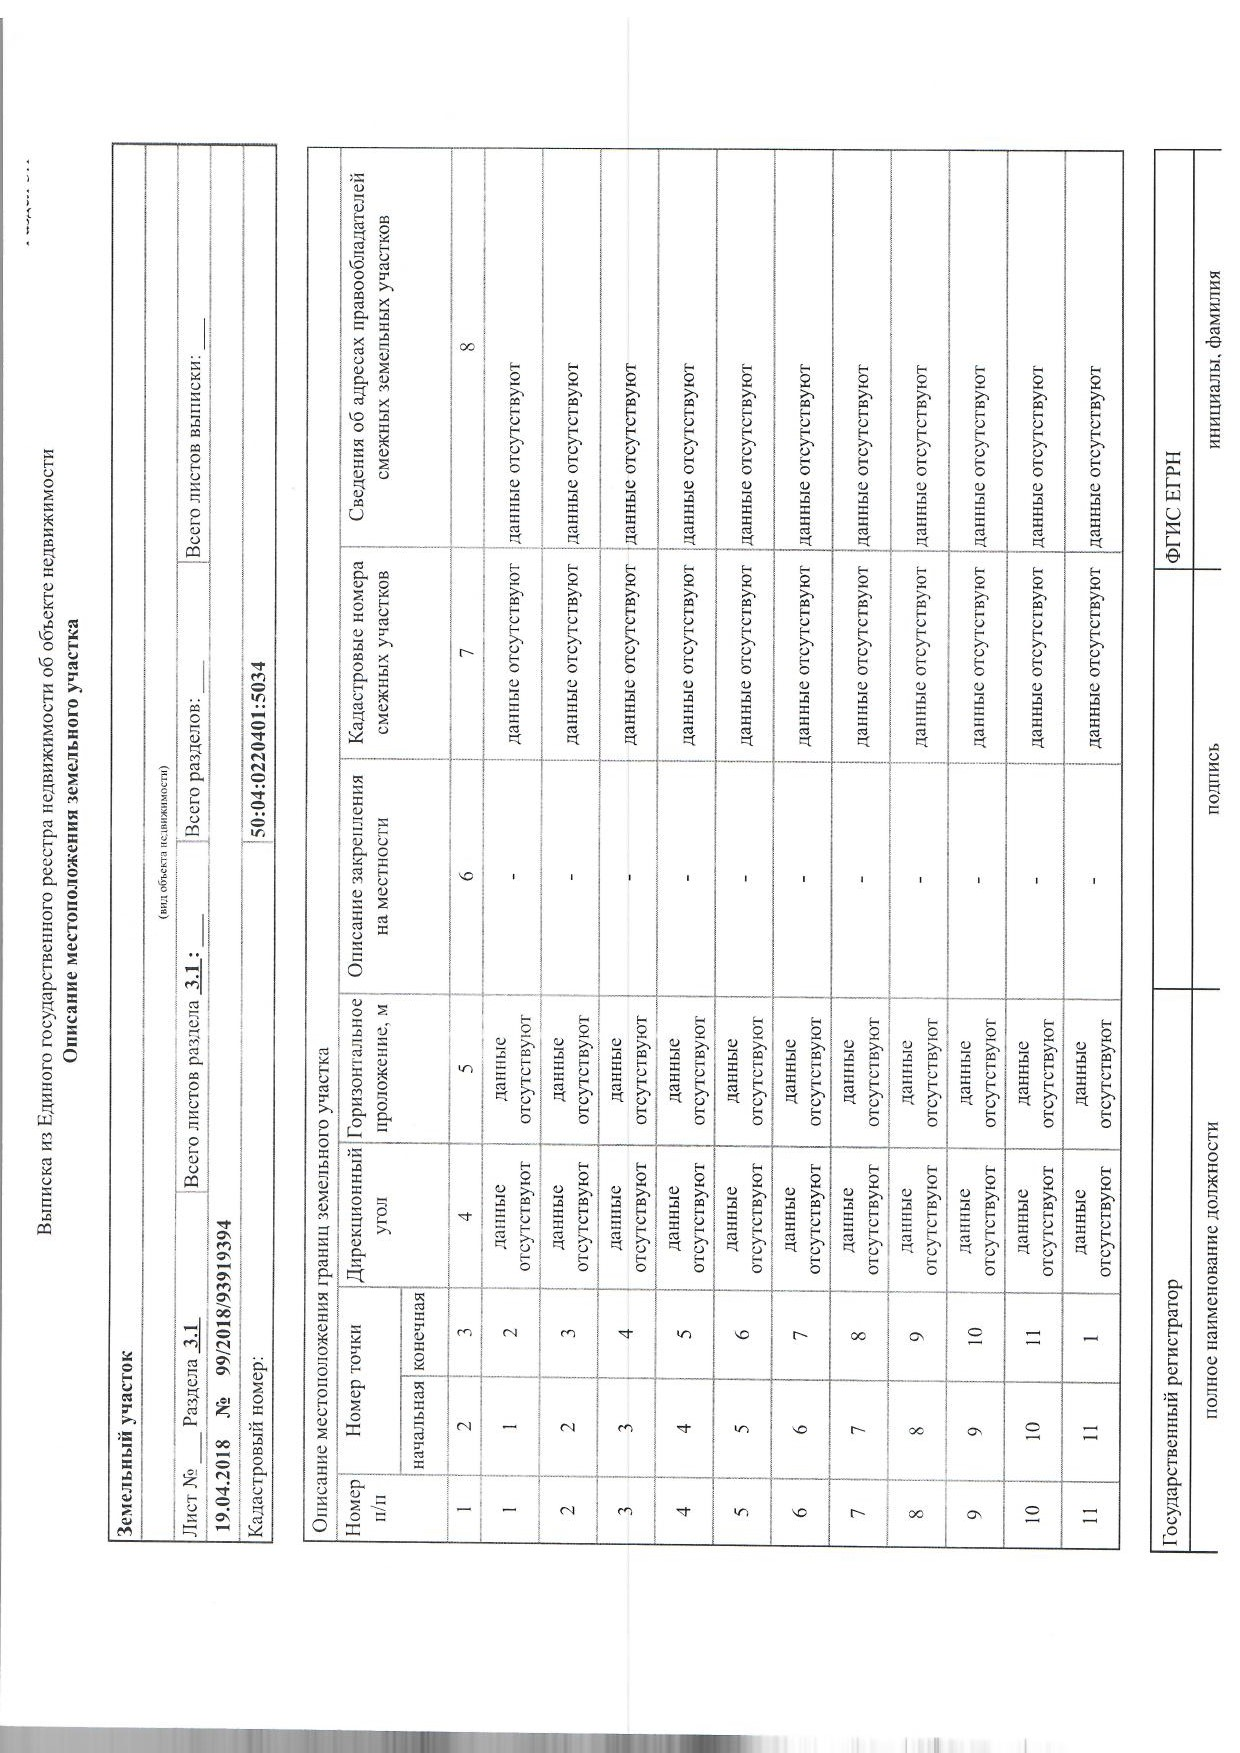 Выписка из Единого государственного реестра недвижимости об объекте недвижимости
Описание местоположения земельного участка
Земельный участок
(вид объекта недвижимости)
Лист № ___ Раздела 3.1 Всего листов раздела 3.1 : ___ Всего разделов: ___ Всего листов выписки: ___
19.04.2018 № 99/2018/93919394
Кадастровый номер: 50:04:0220401:5034
Описание местоположения границ земельного участка
Номер п/п Номер точки Дирекционный угол Горизонтальное проложение, м Описание закрепления на местности Кадастровые номера смежных участков Сведения об адресах правообладателей смежных земельных участков
начальная конечная
1 2 3 4 5 6 7 8
1 1 2 данные отсутствуют данные отсутствуют - данные отсутствуют данные отсутствуют
2 2 3 данные отсутствуют данные отсутствуют - данные отсутствуют данные отсутствуют
3 3 4 данные отсутствуют данные отсутствуют - данные отсутствуют данные отсутствуют
4 4 5 данные отсутствуют данные отсутствуют - данные отсутствуют данные отсутствуют
5 5 6 данные отсутствуют данные отсутствуют - данные отсутствуют данные отсутствуют
6 6 7 данные отсутствуют данные отсутствуют - данные отсутствуют данные отсутствуют
7 7 8 данные отсутствуют данные отсутствуют - данные отсутствуют данные отсутствуют
8 8 9 данные отсутствуют данные отсутствуют - данные отсутствуют данные отсутствуют
9 9 10 данные отсутствуют данные отсутствуют - данные отсутствуют данные отсутствуют
10 10 11 данные отсутствуют данные отсутствуют - данные отсутствуют данные отсутствуют
11 11 1 данные отсутствуют данные отсутствуют - данные отсутствуют данные отсутствуют
Государственный регистратор ФГИС ЕГРН
полное наименование должности подпись инициалы, фамилия